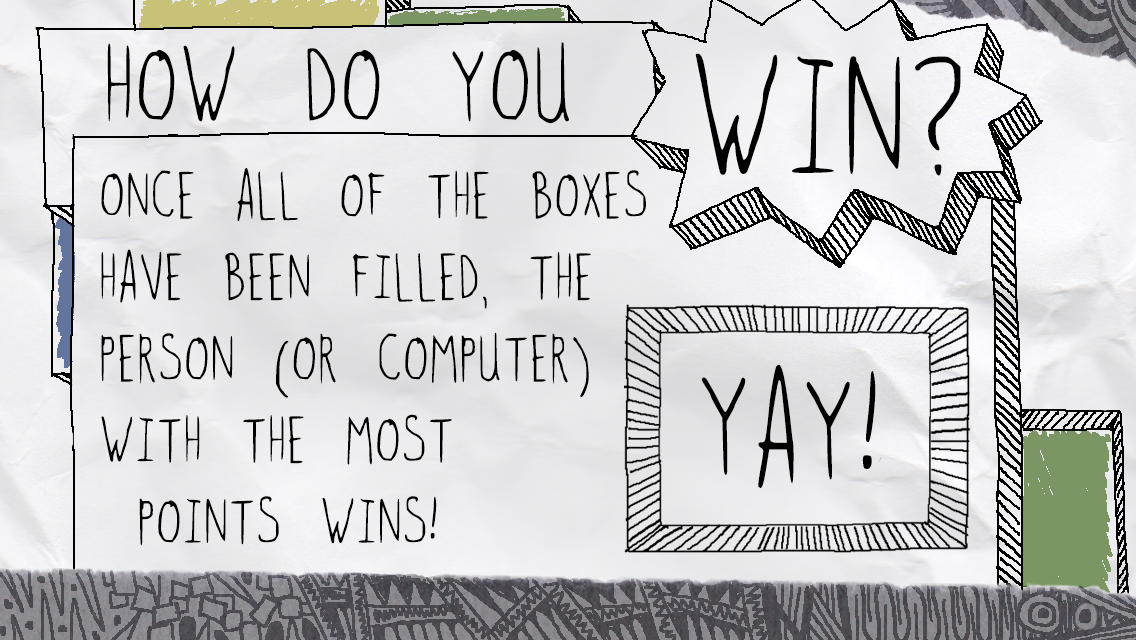 HOW DO YOU WIN?
ONCE ALL OF THE BOXES
HAVE BEEN FILLED, THE
PERSON (OR COMPUTER)
WITH THE MOST
POINTS WINS!
YAY!